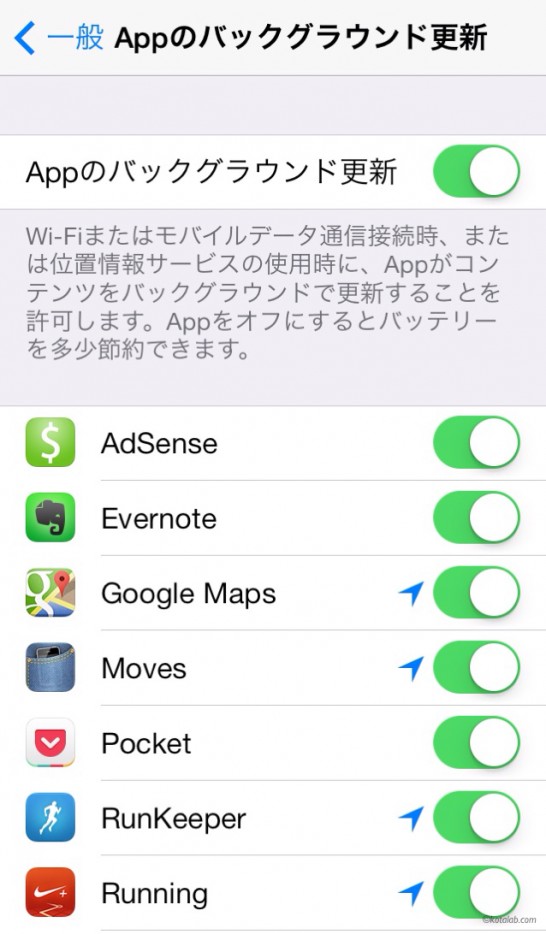 一般 Appのバックグラウンド更新
Appのバックグラウンド更新
Wi-Fiまたはモバイルデータ通信接続時、また
は位置情報サービスの使用時に、Appがコン
テンツをバックグラウンドで更新することを
許可します。Appをオフにするとバッテリー
を多少節約できます。
AdSense
Evernote
Google Maps
Moves
Pocket
RunKeeper
Running
©kotalab.com